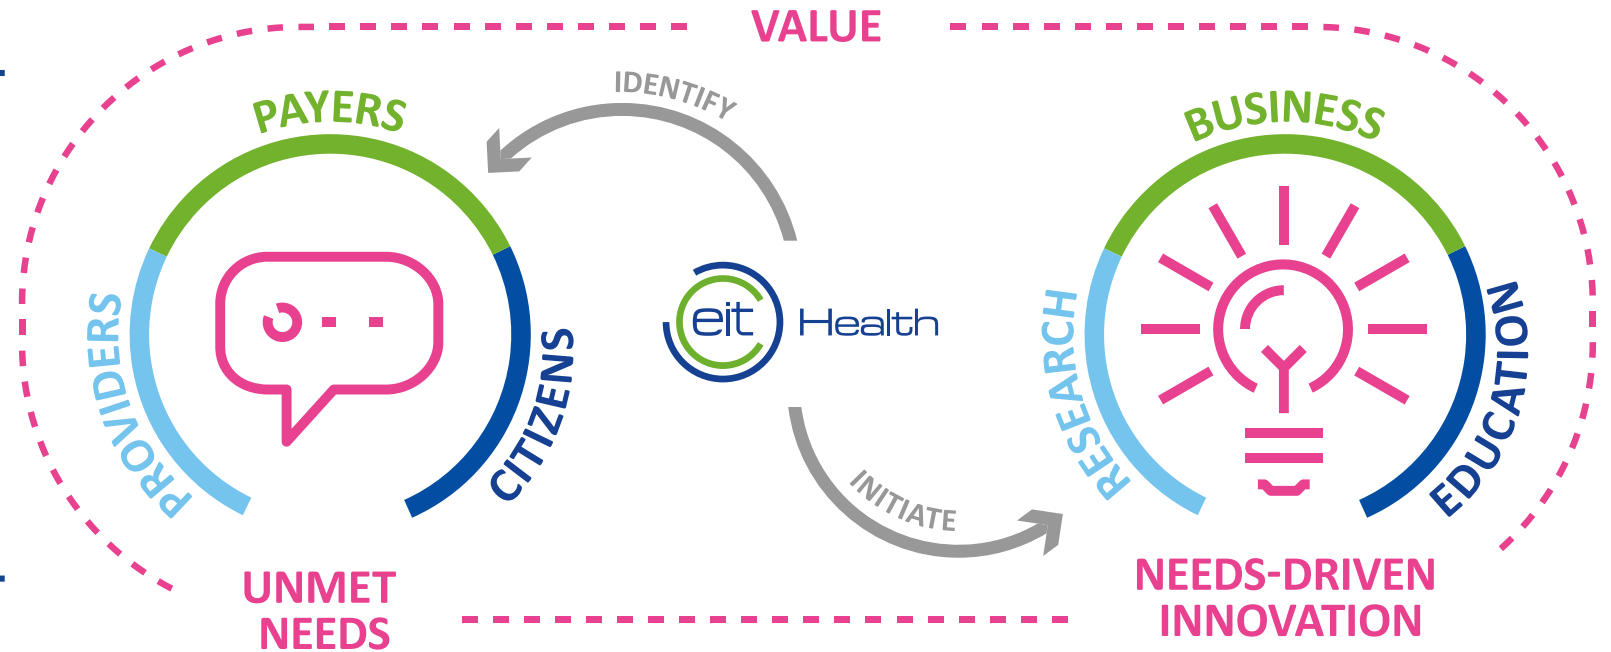 VALUE
IDENTIFY
PAYERS
PROVIDERS
CITIZENS
UNMET
NEEDS
eit Health
INITIATE
BUSINESS
RESEARCH
EDUCATION
NEEDS-DRIVEN
INNOVATION